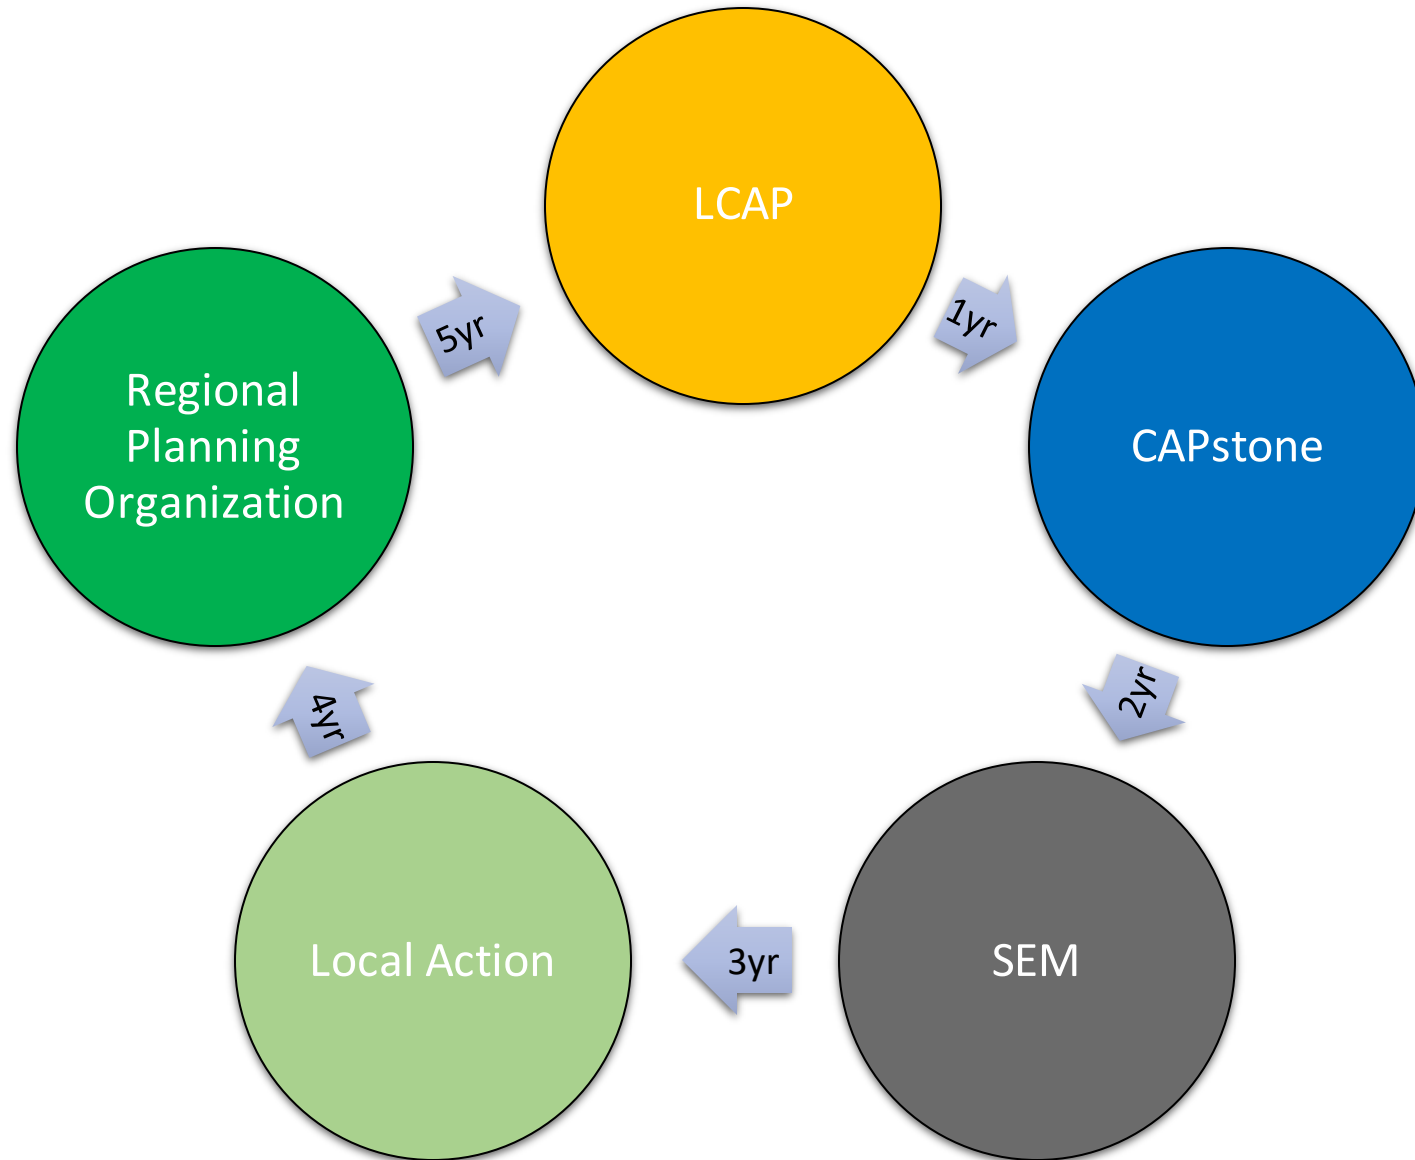 LCAP
1yr
CAPstone
2yr
SEM
3yr
Local Action
4yr
Regional
Planning
Organization
5yr